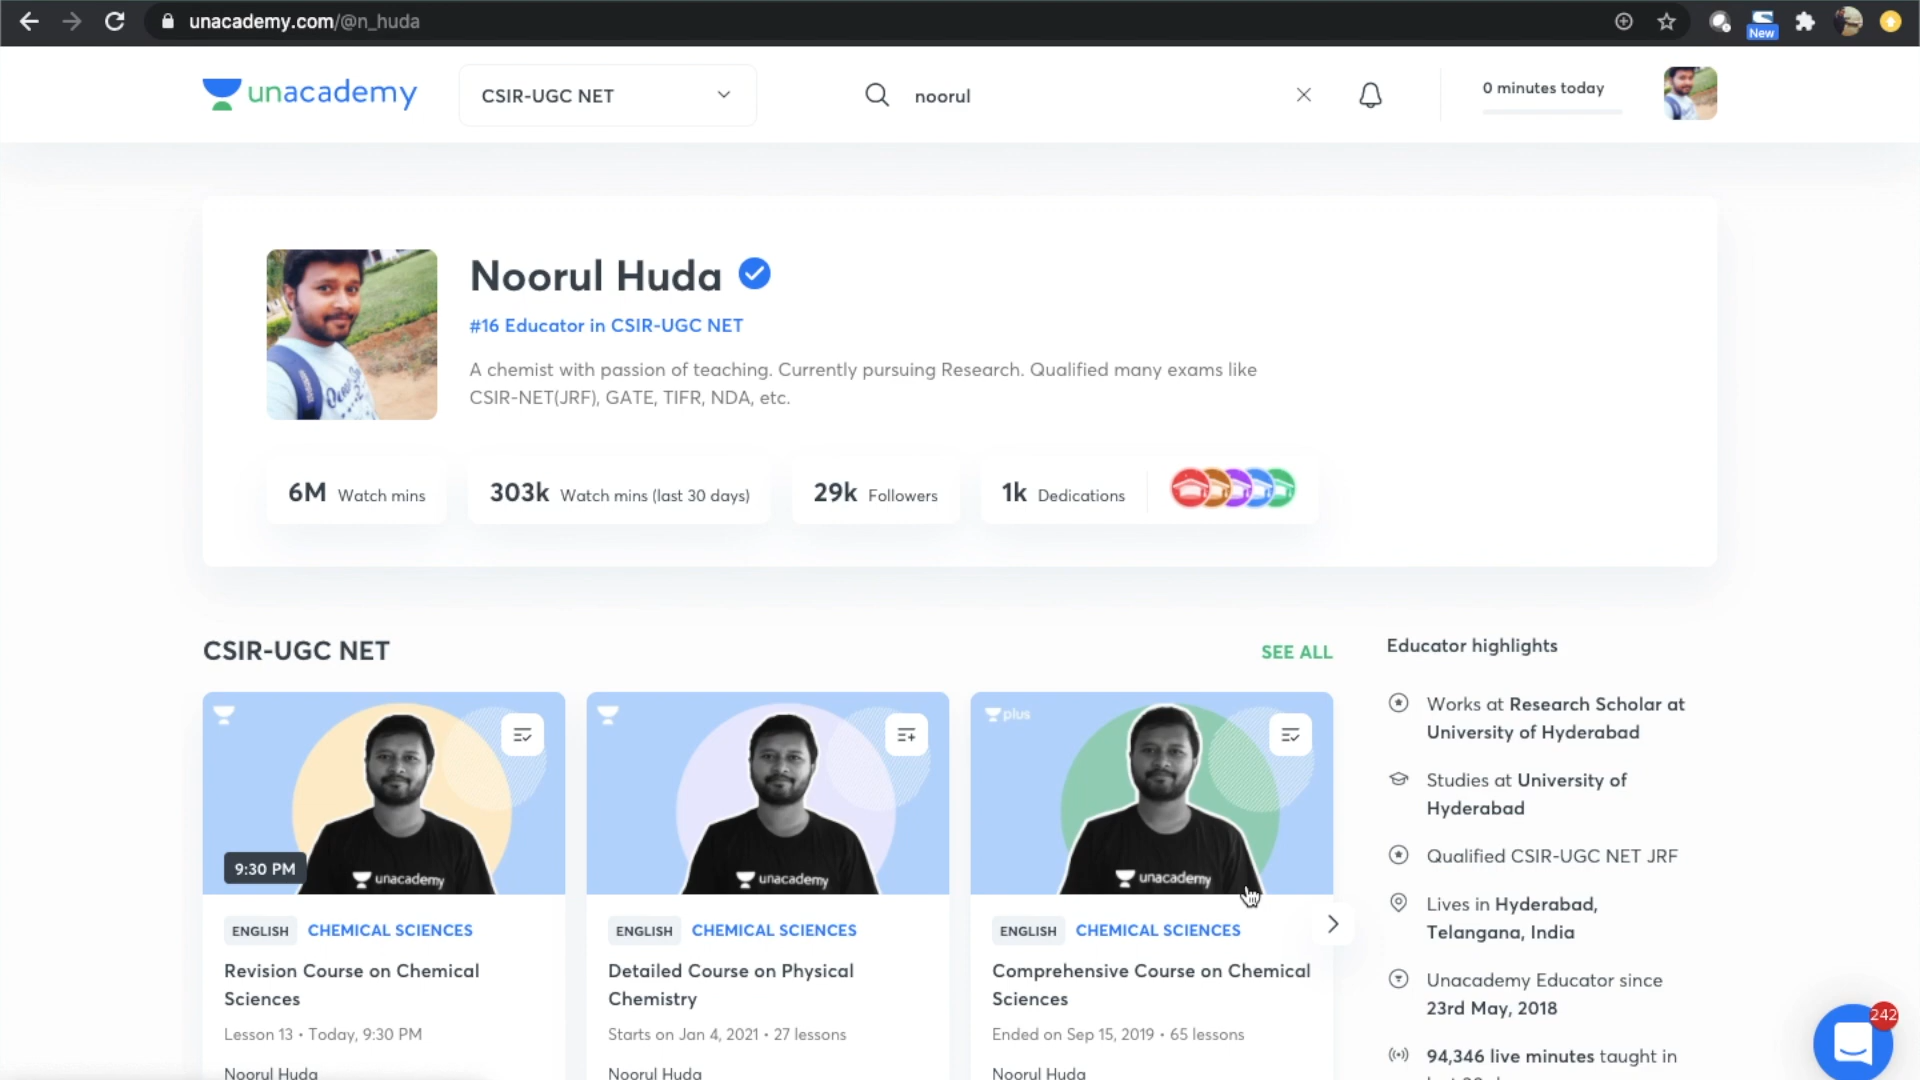 unacademy.com/@n_huda
New
unacademy
CSIR-UGC NET
noorul
0 minutes today
Noorul Huda
#16 Educator in CSIR-UGC NET
A chemist with passion of teaching. Currently pursuing Research. Qualified many exams like
CSIR-NET(JRF), GATE, TIFR, NDA, etc.
6M Watch mins
303k Watch mins (last 30 days)
29k Followers
1k Dedications
CSIR-UGC NET
SEE ALL
9:30 PM
unacademy
ENGLISH CHEMICAL SCIENCES
Revision Course on Chemical
Sciences
Lesson 13 • Today, 9:30 PM
Noorul Huda
unacademy
ENGLISH CHEMICAL SCIENCES
Detailed Course on Physical
Chemistry
Starts on Jan 4, 2021 • 27 lessons
Noorul Huda
plus
unacademy
ENGLISH CHEMICAL SCIENCES
Comprehensive Course on Chemical
Sciences
Ended on Sep 15, 2019 • 65 lessons
Noorul Huda
Educator highlights
Works at Research Scholar at
University of Hyderabad
Studies at University of
Hyderabad
Qualified CSIR-UGC NET JRF
Lives in Hyderabad,
Telangana, India
Unacademy Educator since
23rd May, 2018
94,346 live minutes taught in
242